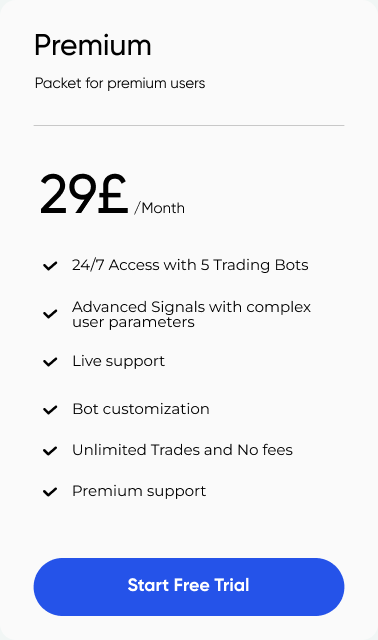 Premium
Packet for premium users
29£ /Month
24/7 Access with 5 Trading Bots
Advanced Signals with complex
user parameters
Live support
Bot customization
Unlimited Trades and No fees
Premium support
Start Free Trial